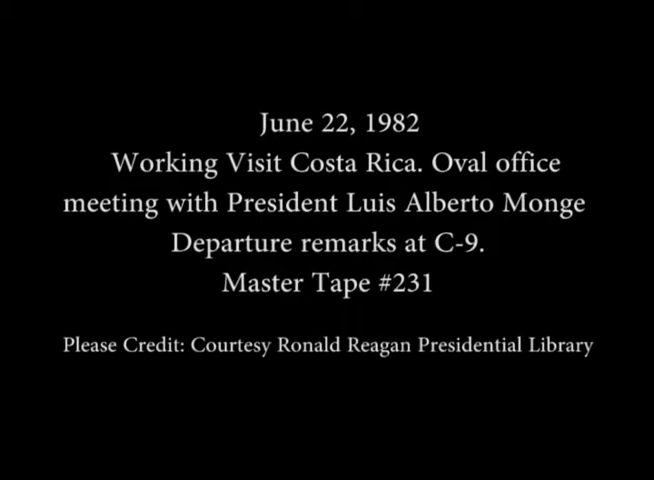 June 22, 1982
Working Visit Costa Rica. Oval office
meeting with President Luis Alberto Monge
Departure remarks at C-9.
Master Tape #231
Please Credit: Courtesy Ronald Reagan Presidential Library